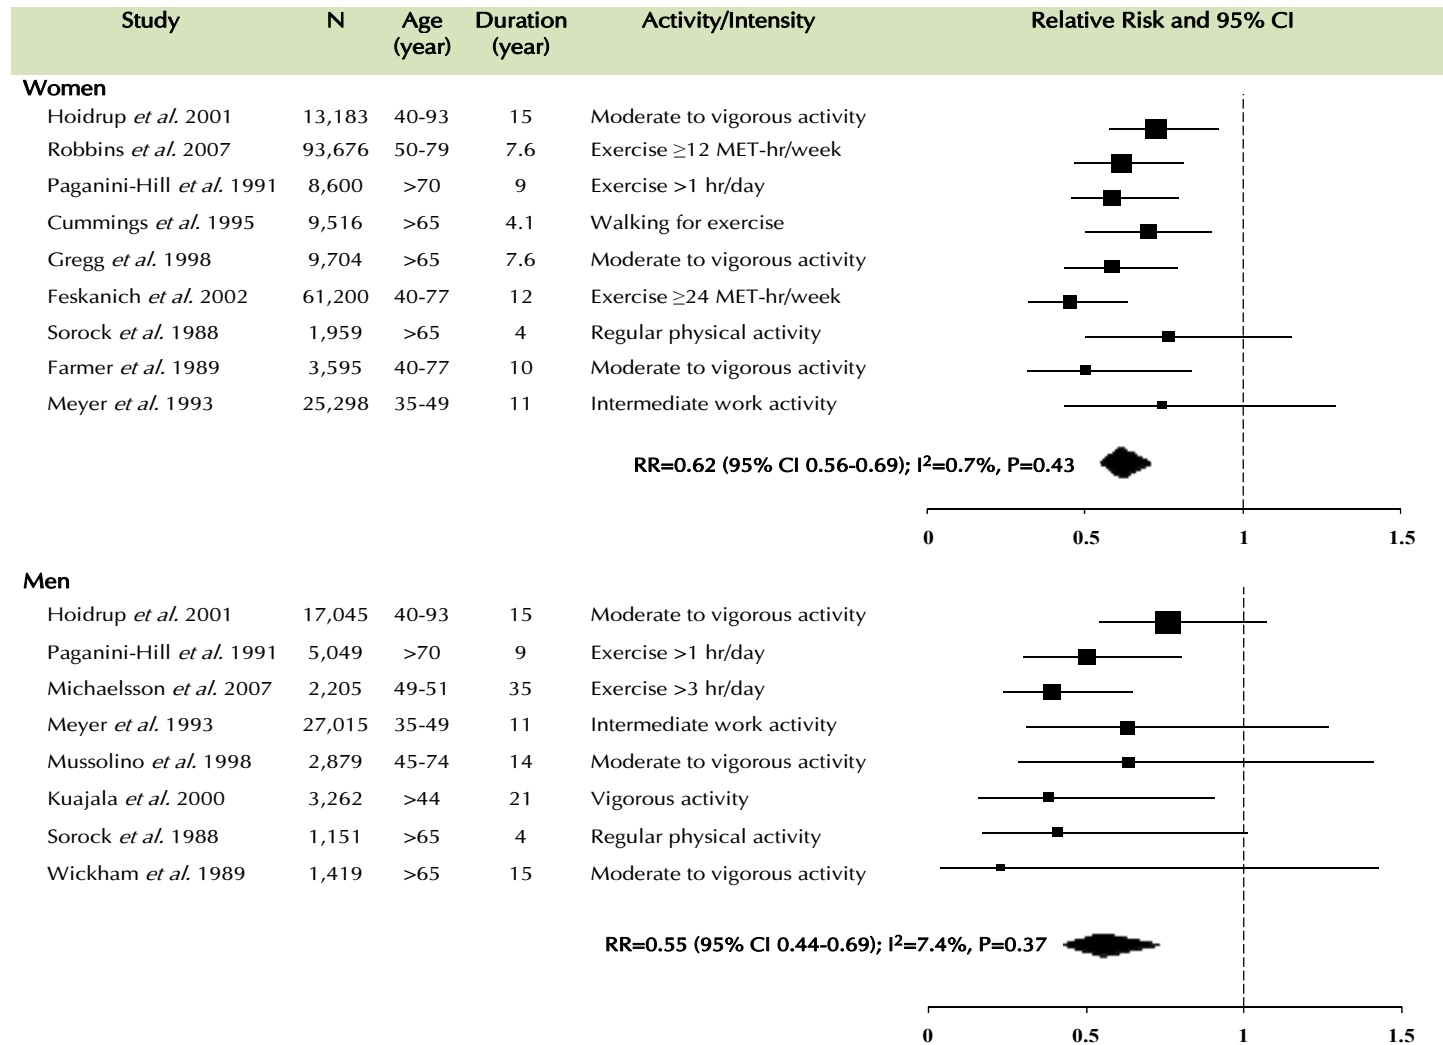 Study N Age Duration Activity/Intensity Relative Risk and 95% CI
(year) (year)
Women
Hoidrup et al. 2001 13,183 40-93 15 Moderate to vigorous activity
Robbins et al. 2007 93,676 50-79 7.6 Exercise ≥12 MET-hr/week
Paganini-Hill et al. 1991 8,600 >70 9 Exercise >1 hr/day
Cummings et al. 1995 9,516 >65 4.1 Walking for exercise
Gregg et al. 1998 9,704 >65 7.6 Moderate to vigorous activity
Feskanich et al. 2002 61,200 40-77 12 Exercise ≥24 MET-hr/week
Sorock et al. 1988 1,959 >65 4 Regular physical activity
Farmer et al. 1989 3,595 40-77 10 Moderate to vigorous activity
Meyer et al. 1993 25,298 35-49 11 Intermediate work activity
RR=0.62 (95% CI 0.56-0.69); I²=0.7%, P=0.43
0 0.5 1 1.5
Men
Hoidrup et al. 2001 17,045 40-93 15 Moderate to vigorous activity
Paganini-Hill et al. 1991 5,049 >70 9 Exercise >1 hr/day
Michaelsson et al. 2007 2,205 49-51 35 Exercise >3 hr/day
Meyer et al. 1993 27,015 35-49 11 Intermediate work activity
Mussolino et al. 1998 2,879 45-74 14 Moderate to vigorous activity
Kuajala et al. 2000 3,262 >44 21 Vigorous activity
Sorock et al. 1988 1,151 >65 4 Regular physical activity
Wickham et al. 1989 1,419 >65 15 Moderate to vigorous activity
RR=0.55 (95% CI 0.44-0.69); I²=7.4%, P=0.37
0 0.5 1 1.5